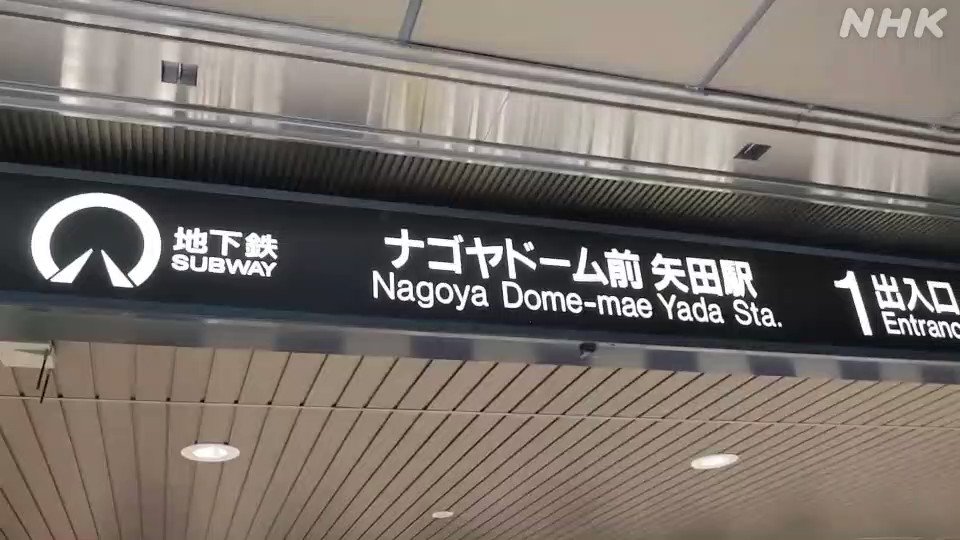 NHK
地下鉄
SUBWAY
ナゴヤドーム前 矢田駅
Nagoya Dome-mae Yada Sta.
1 出入口
Entranc